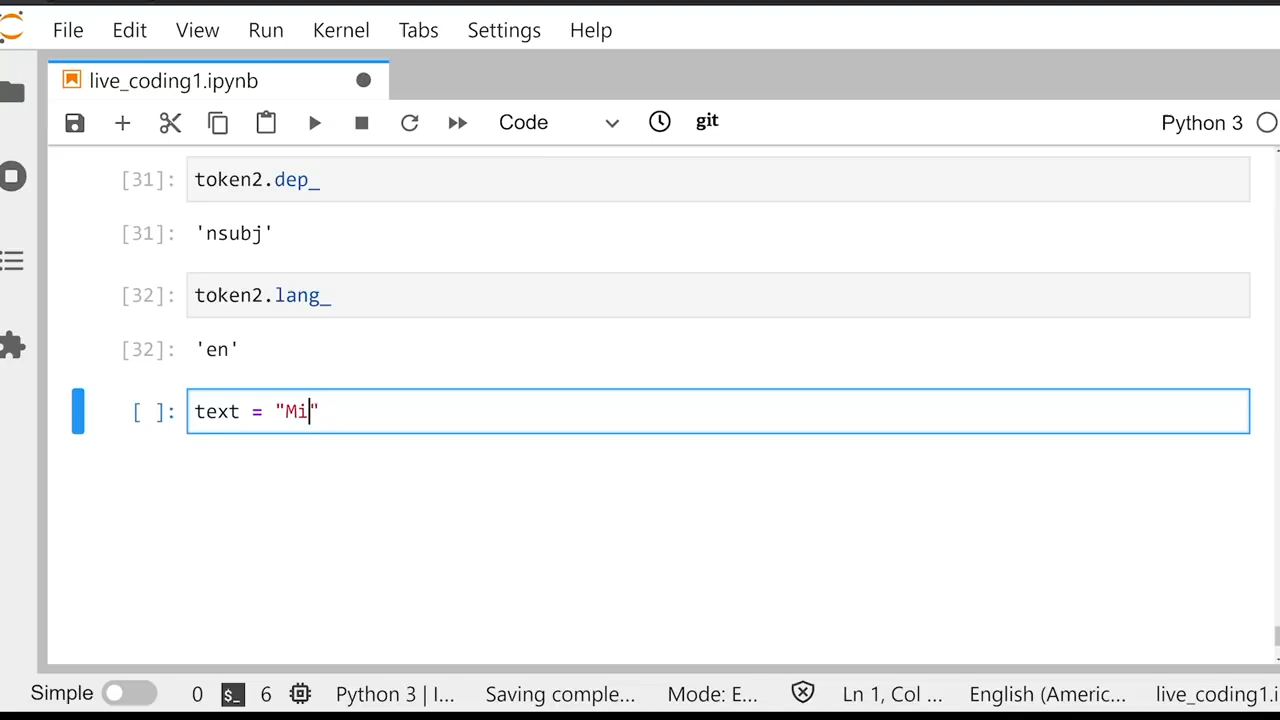 File Edit View Run Kernel Tabs Settings Help
live_coding1.ipynb
Code git Python 3
[31]: token2.dep_
[31]: 'nsubj'
[32]: token2.lang_
[32]: 'en'
[ ]: text = "Mi"
Simple 0 $_ 6 Python 3 | I... Saving comple... Mode: E... Ln 1, Col ... English (Americ... live_coding1.i